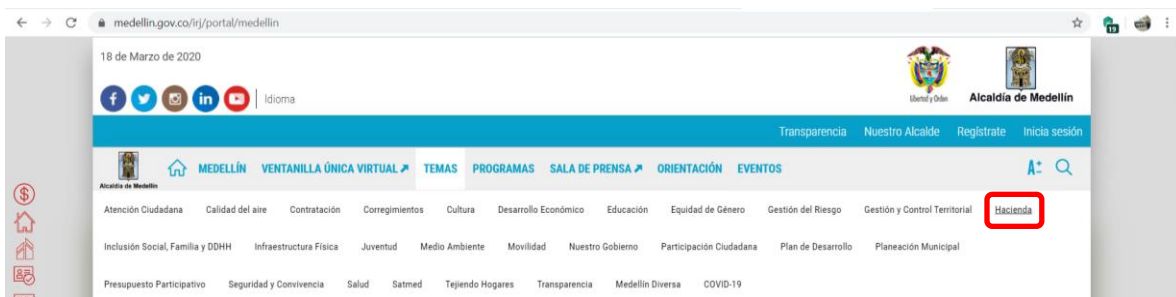 medellin.gov.co/irj/portal/medellin
19
18 de Marzo de 2020
Idioma
Libertad y Orden
Alcaldía de Medellín
Transparencia Nuestro Alcalde Regístrate Inicia sesión
Alcaldía de Medellín
MEDELLÍN VENTANILLA ÚNICA VIRTUAL TEMAS PROGRAMAS SALA DE PRENSA ORIENTACIÓN EVENTOS
Atención Ciudadana Calidad del aire Contratación Corregimientos Cultura Desarrollo Económico Educación Equidad de Género Gestión del Riesgo Gestión y Control Territorial Hacienda
Inclusión Social, Familia y DDHH Infraestructura Física Juventud Medio Ambiente Movilidad Nuestro Gobierno Participación Ciudadana Plan de Desarrollo Planeación Municipal
Presupuesto Participativo Seguridad y Convivencia Salud Satmed Tejiendo Hogares Transparencia Medellín Diversa COVID-19